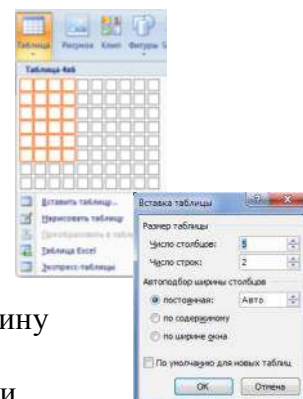 Таблица Рисунок Клип Фигуры
Таблица 4x6
Вставить таблицу...
Нарисовать таблицу
Преобразовать в табл
Таблица Excel
Экспресс-таблицы
Вставка таблицы
Размер таблицы
Число столбцов: 5
Число строк: 2
Автоподбор ширины столбцов
постоянная: Авто
по содержимому
по ширине окна
По умолчанию для новых таблиц
ОК Отмена
ину
и